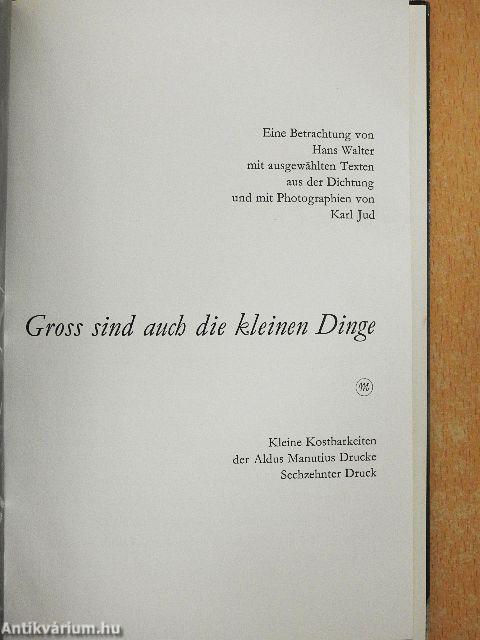 Eine Betrachtung von
Hans Walter
mit ausgewählten Texten
aus der Dichtung
und mit Photographien von
Karl Jud
Gross sind auch die kleinen Dinge
M
Kleine Kostbarkeiten
der Aldus Manutius Drucke
Sechzehnter Druck
Antikvárium.hu